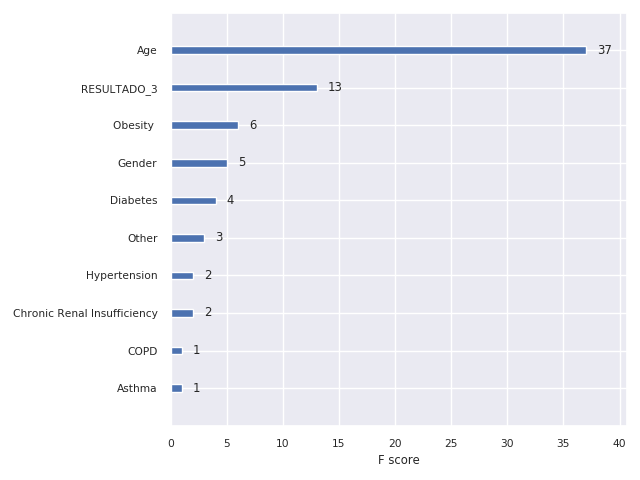 Age 37
RESULTADO_3 13
Obesity 6
Gender 5
Diabetes 4
Other 3
Hypertension 2
Chronic Renal Insufficiency 2
COPD 1
Asthma 1
0 5 10 15 20 25 30 35 40
F score